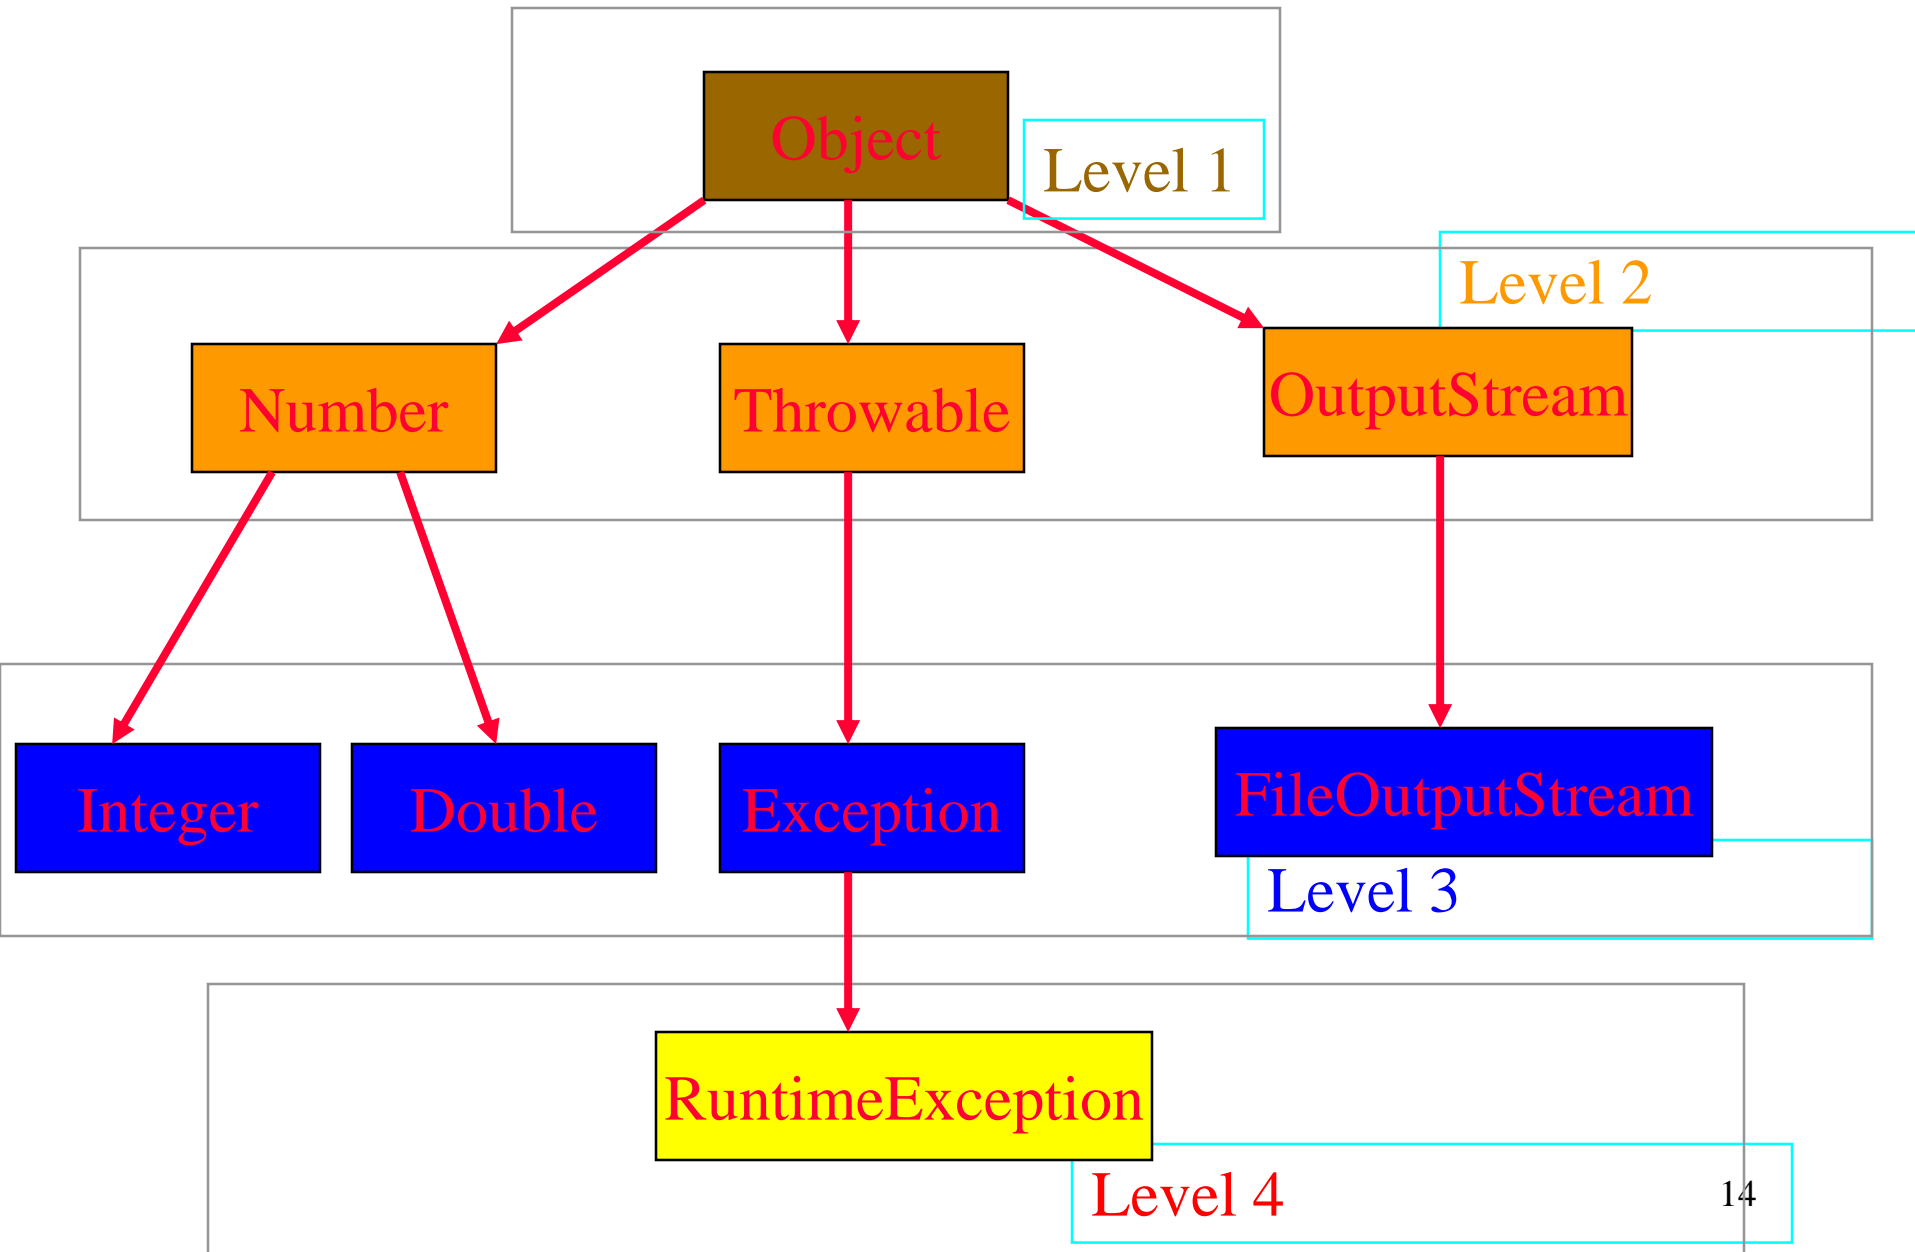 Object
Level 1
Level 2
Number
Throwable
OutputStream
Integer
Double
Exception
FileOutputStream
Level 3
RuntimeException
Level 4
14